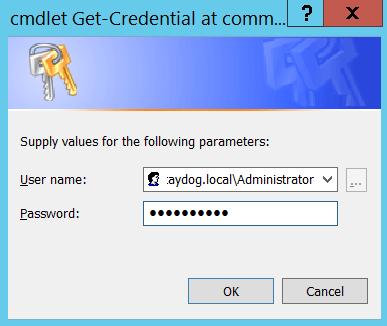 cmdlet Get-Credential at comm...
? X
Supply values for the following parameters:
User name: :aydog.local\Administrator ...
Password: ••••••••••
OK Cancel